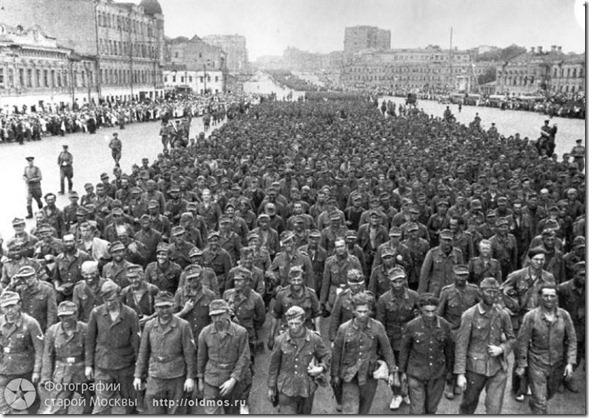 Фотографии
старой Москвы
http://oldmos.ru